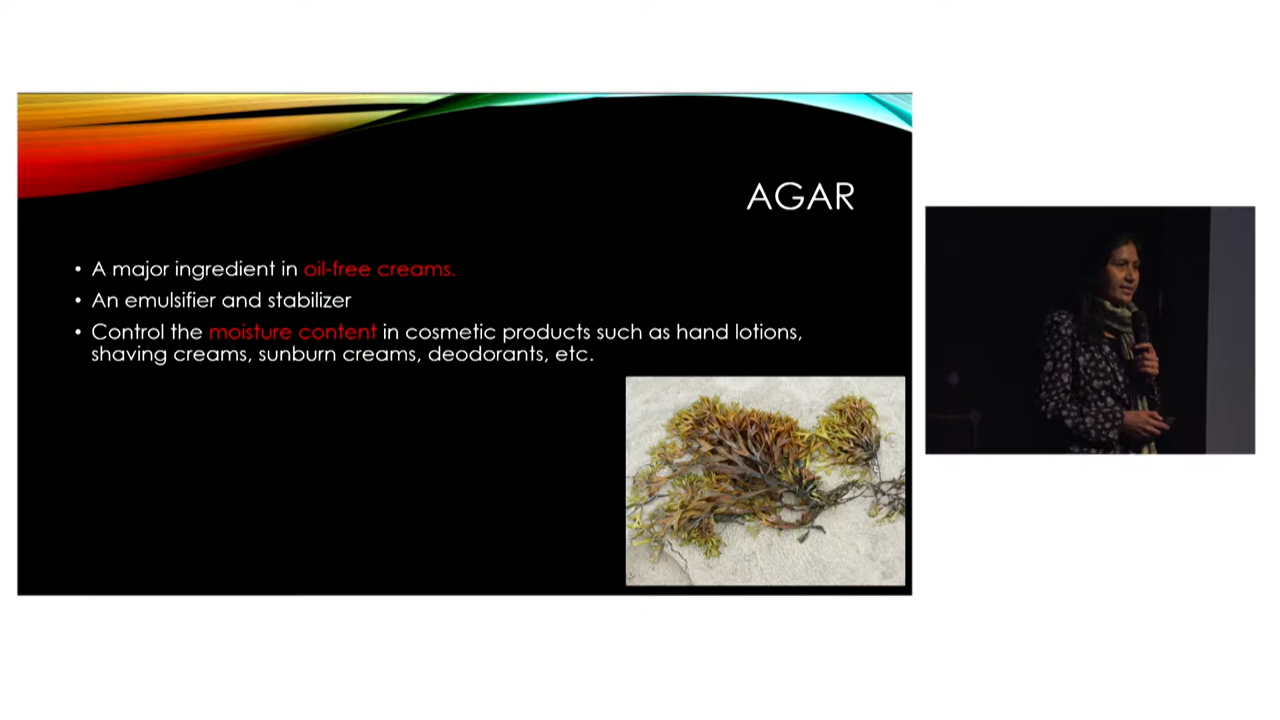 AGAR
• A major ingredient in oil-free creams.
• An emulsifier and stabilizer
• Control the moisture content in cosmetic products such as hand lotions,
shaving creams, sunburn creams, deodorants, etc.